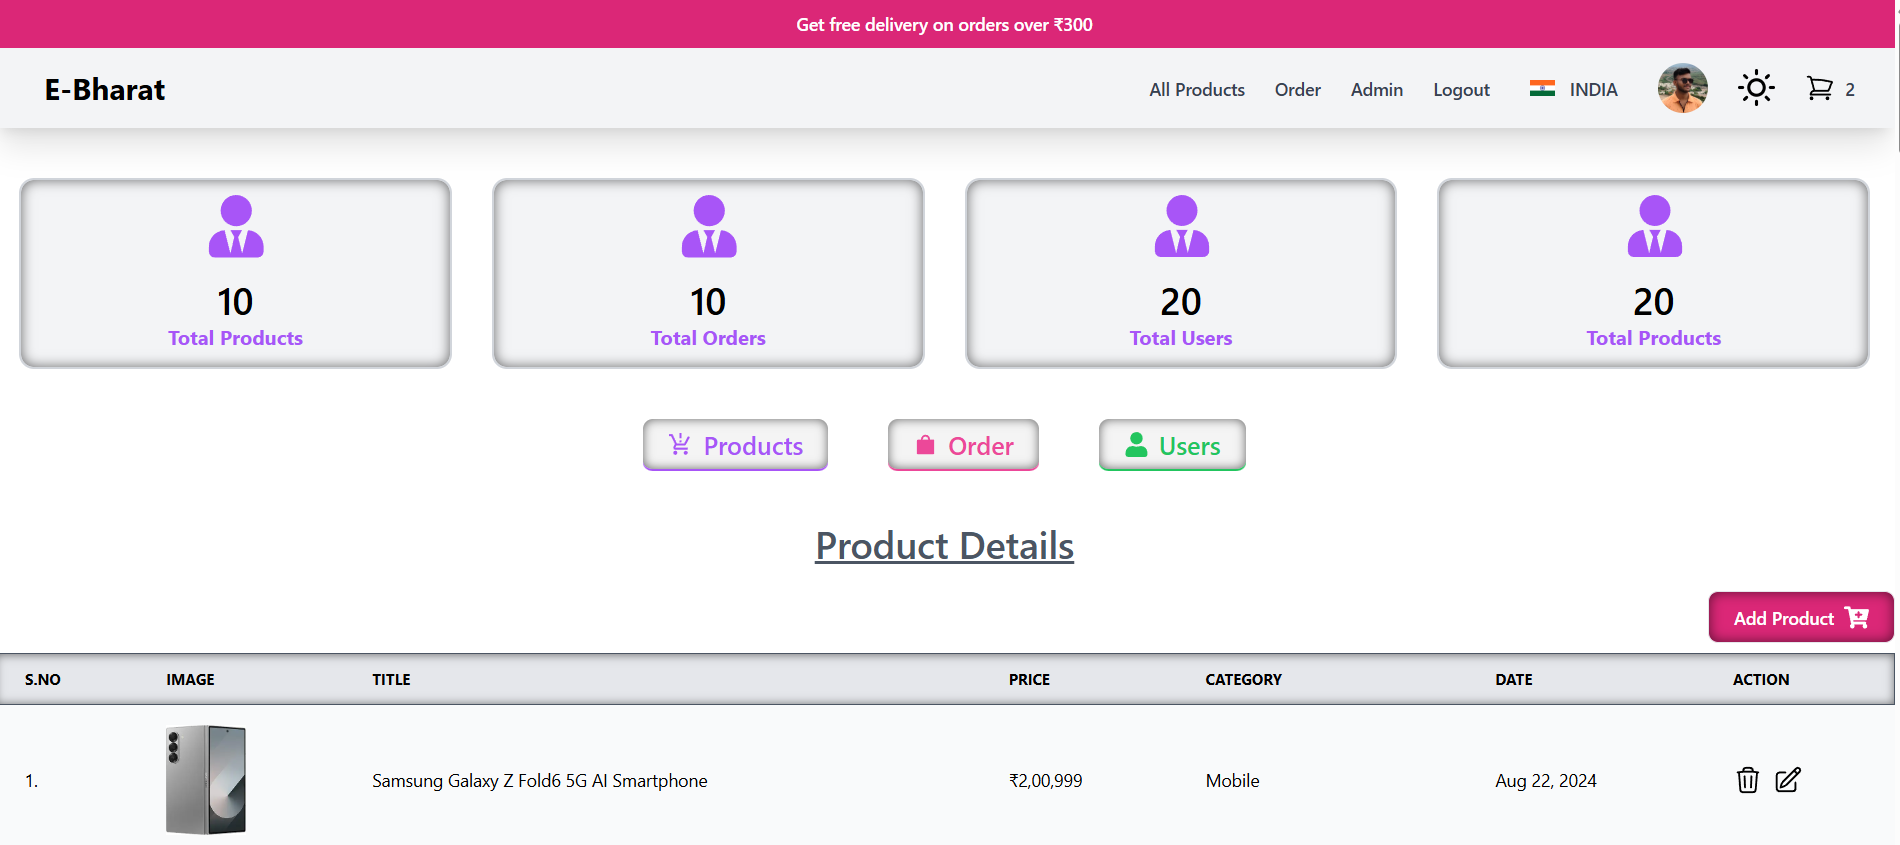 Get free delivery on orders over ₹300
E-Bharat
All Products Order Admin Logout INDIA 2
10
Total Products
10
Total Orders
20
Total Users
20
Total Products
Products Order Users
Product Details
Add Product
S.NO IMAGE TITLE PRICE CATEGORY DATE ACTION
1. Samsung Galaxy Z Fold6 5G AI Smartphone ₹2,00,999 Mobile Aug 22, 2024